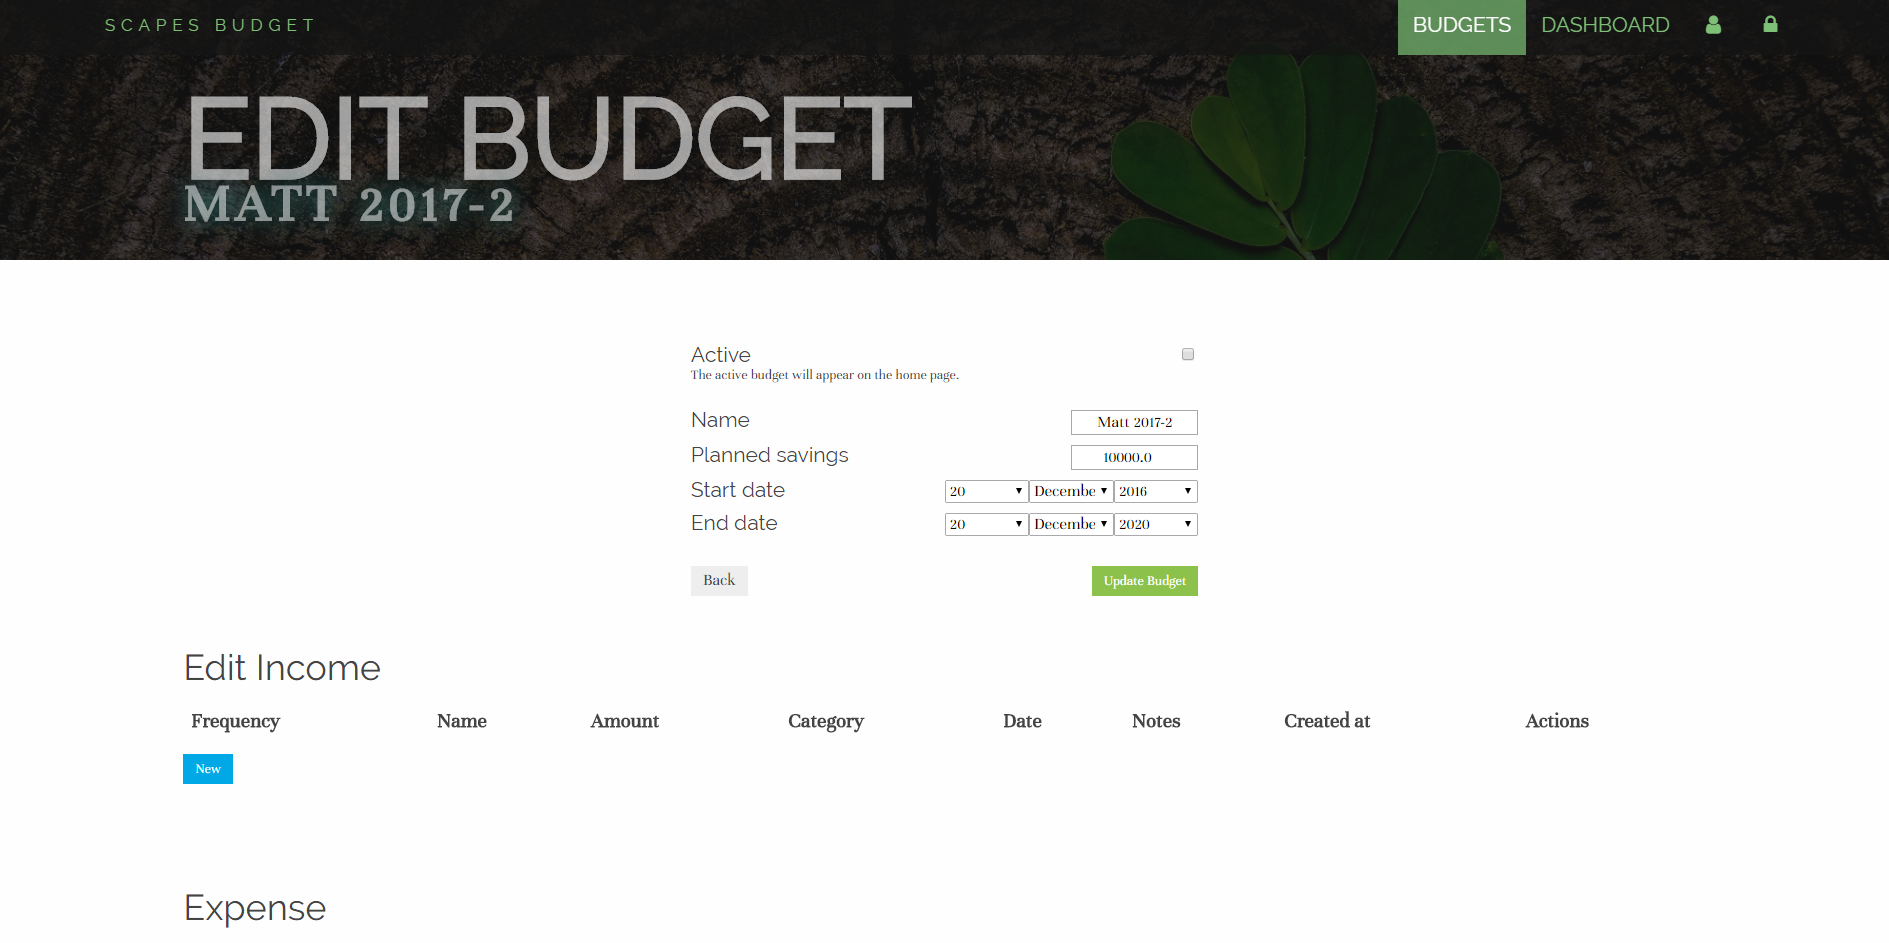 SCAPES BUDGET BUDGETS DASHBOARD
EDIT BUDGET
MATT 2017-2
Active
The active budget will appear on the home page.
Name Matt 2017-2
Planned savings 10000.0
Start date 20 Decembe 2016
End date 20 Decembe 2020
Back Update Budget
Edit Income
Frequency Name Amount Category Date Notes Created at Actions
New
Expense